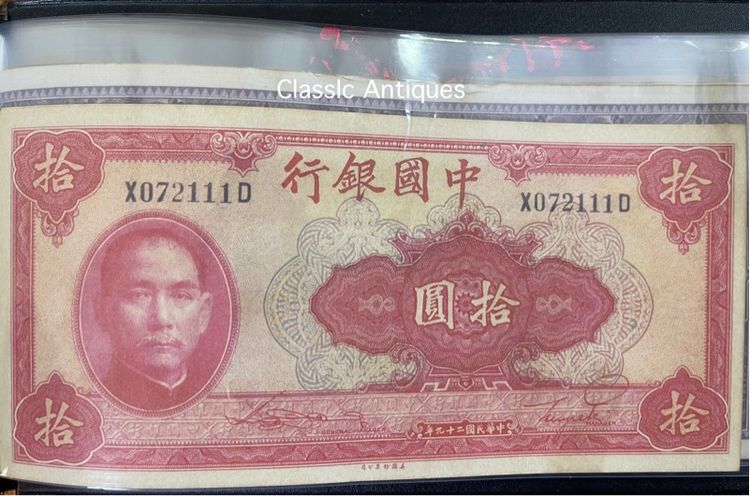 Classic Antiques
拾 拾
行銀國中
X072111D X072111D
圓拾
拾 拾
年九十二國民華中